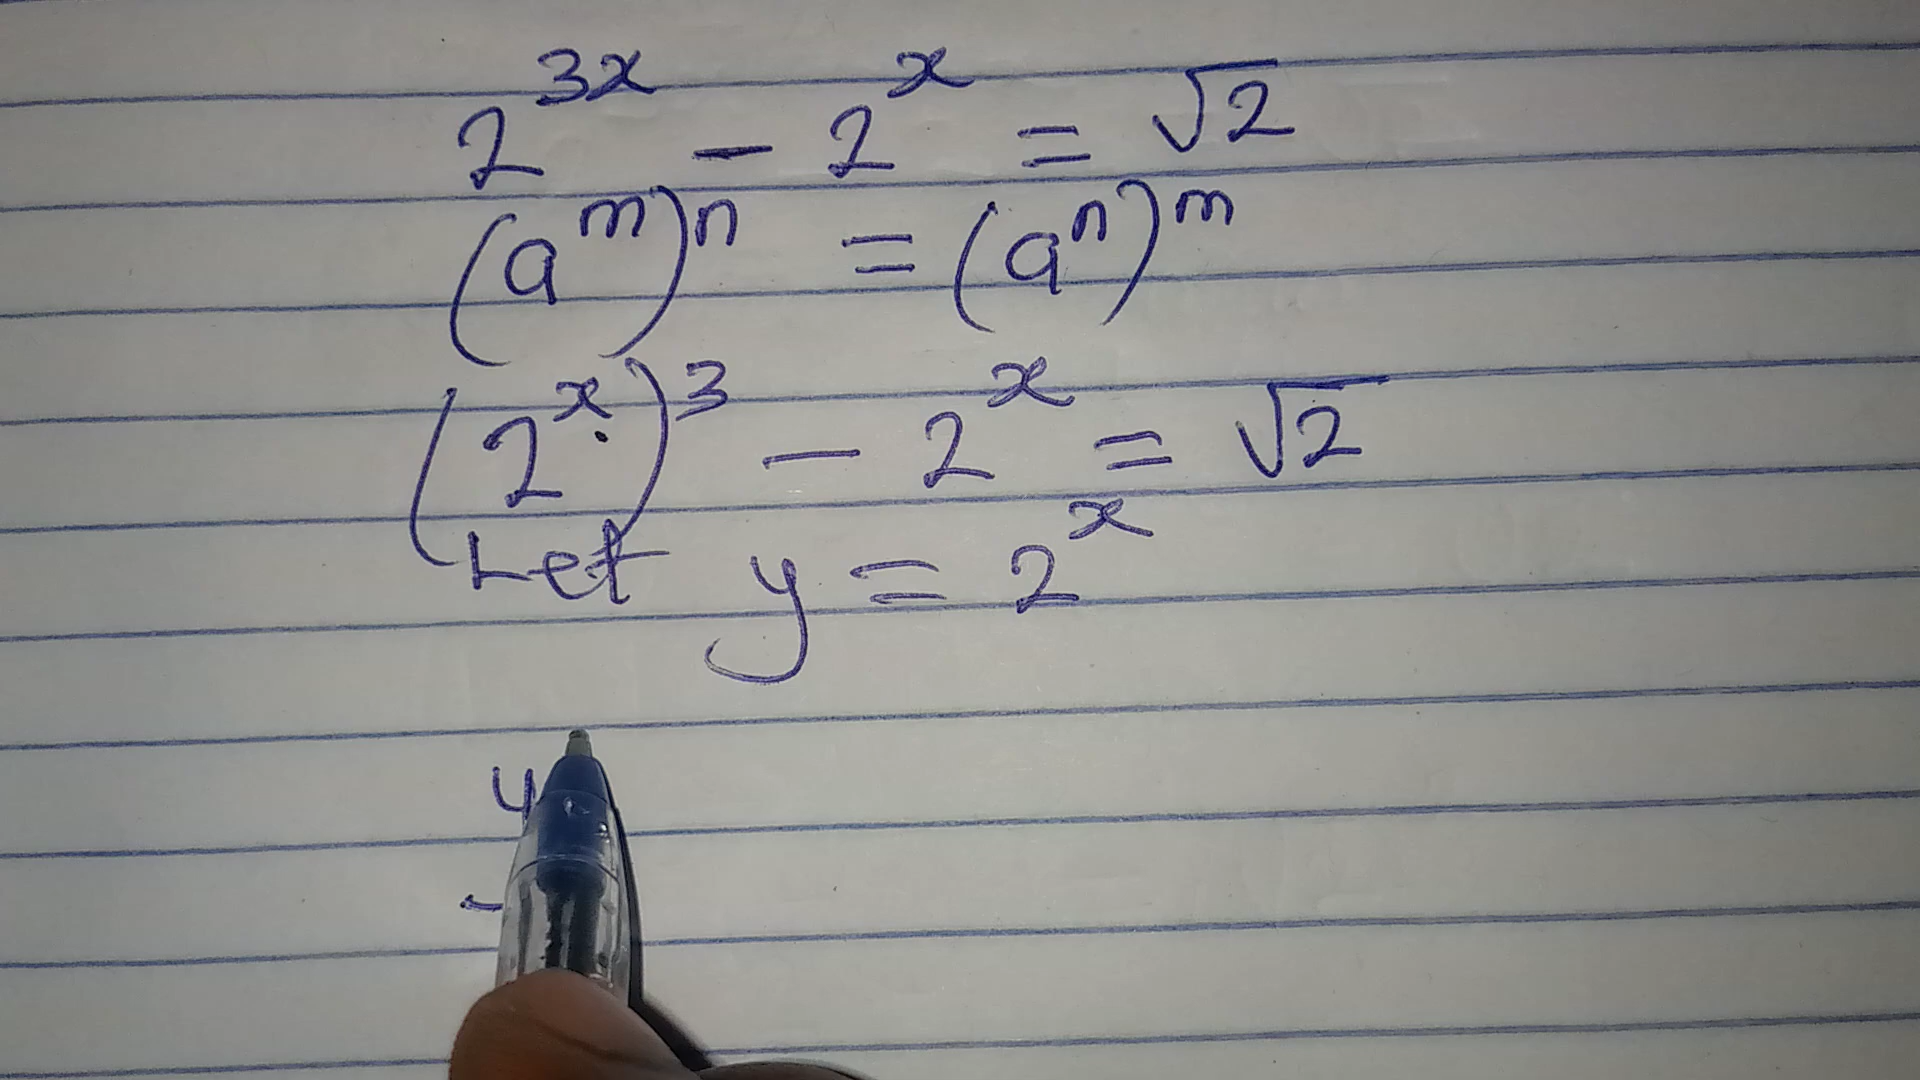 2^{3x} - 2^x = √2
(a^m)^n = (a^n)^m
(2^x)^3 - 2^x = √2
Let y = 2^x
y